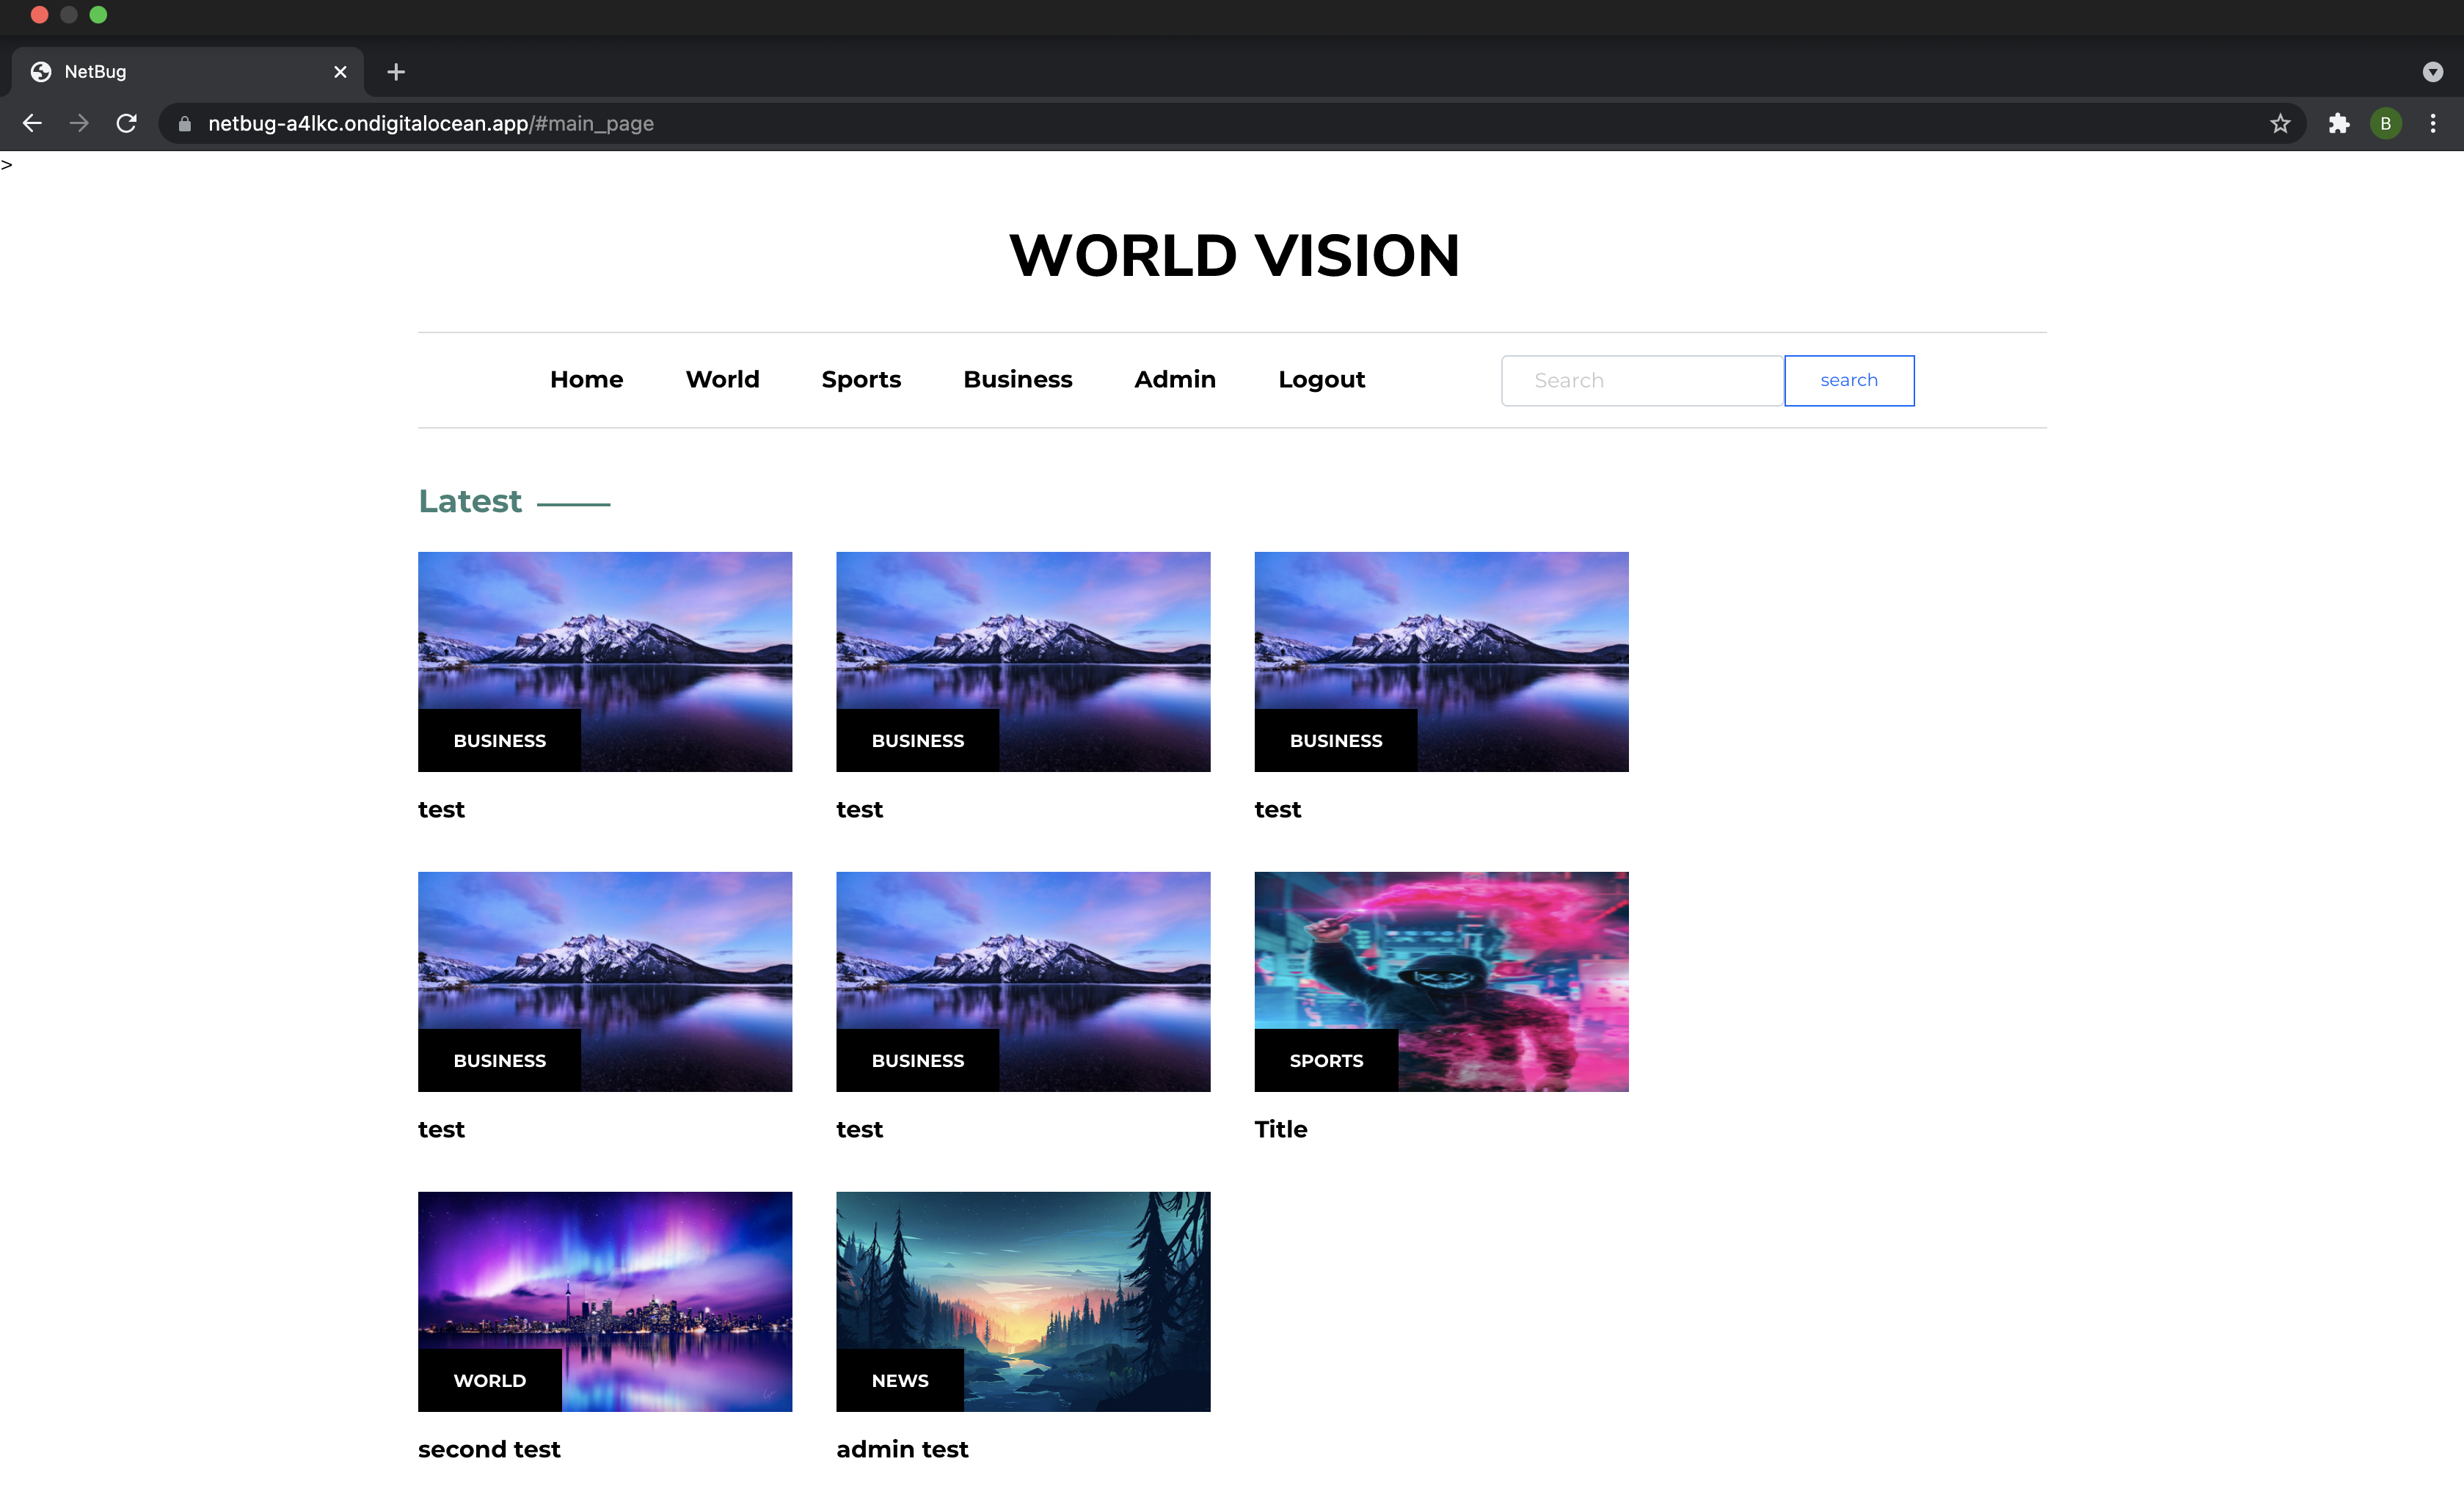 NetBug
netbug-a4lkc.ondigitalocean.app/#main_page
B
>
WORLD VISION
Home World Sports Business Admin Logout Search search
Latest
BUSINESS BUSINESS BUSINESS
test test test
BUSINESS BUSINESS SPORTS
test test Title
WORLD NEWS
second test admin test